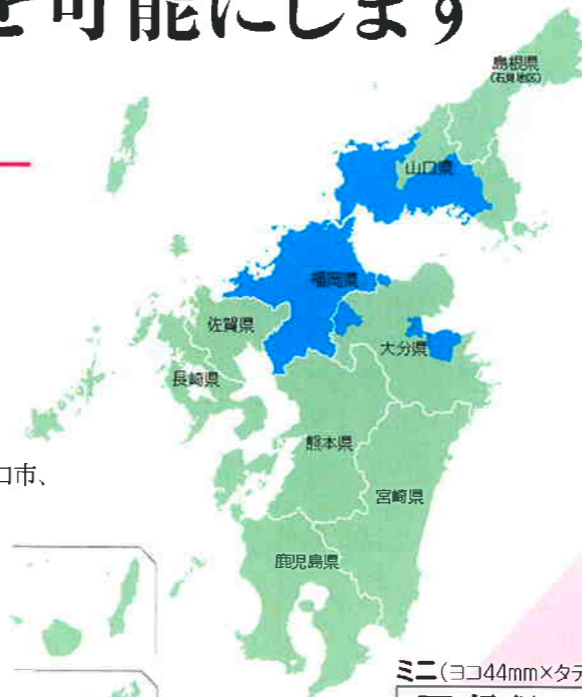 を可能にします
島根県
(石見地区)
山口県
福岡県
佐賀県
大分県
長崎県
熊本県
口市、
宮崎県
鹿児島県
ミニ(ヨコ44mm×タテ